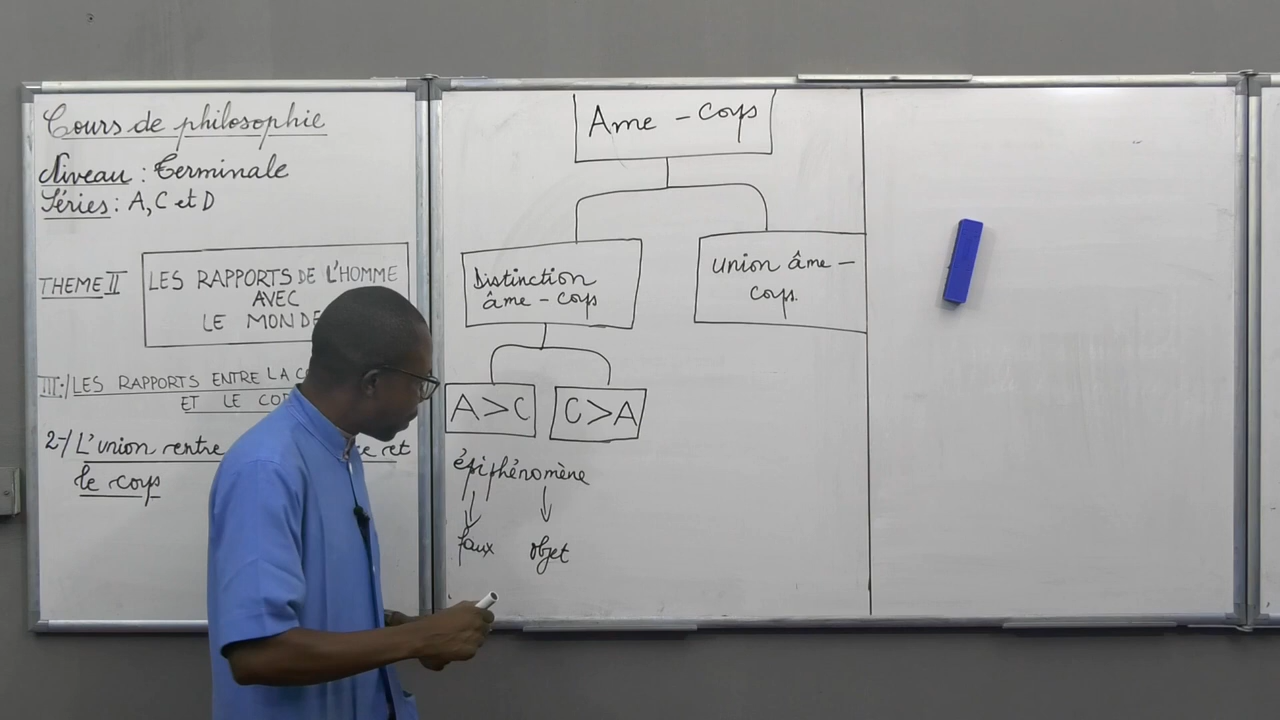 Cours de philosophie
Niveau : Terminale
Séries : A, C et D
THEME II
LES RAPPORTS DE L'HOMME
AVEC
LE MONDE
III-/ LES RAPPORTS ENTRE LA
ET LE
2-/ L'union entre et
le corps
Ame - Corps
Distinction
âme - corps
Union âme -
corps.
A > C
C > A
épiphénomène
faux objet